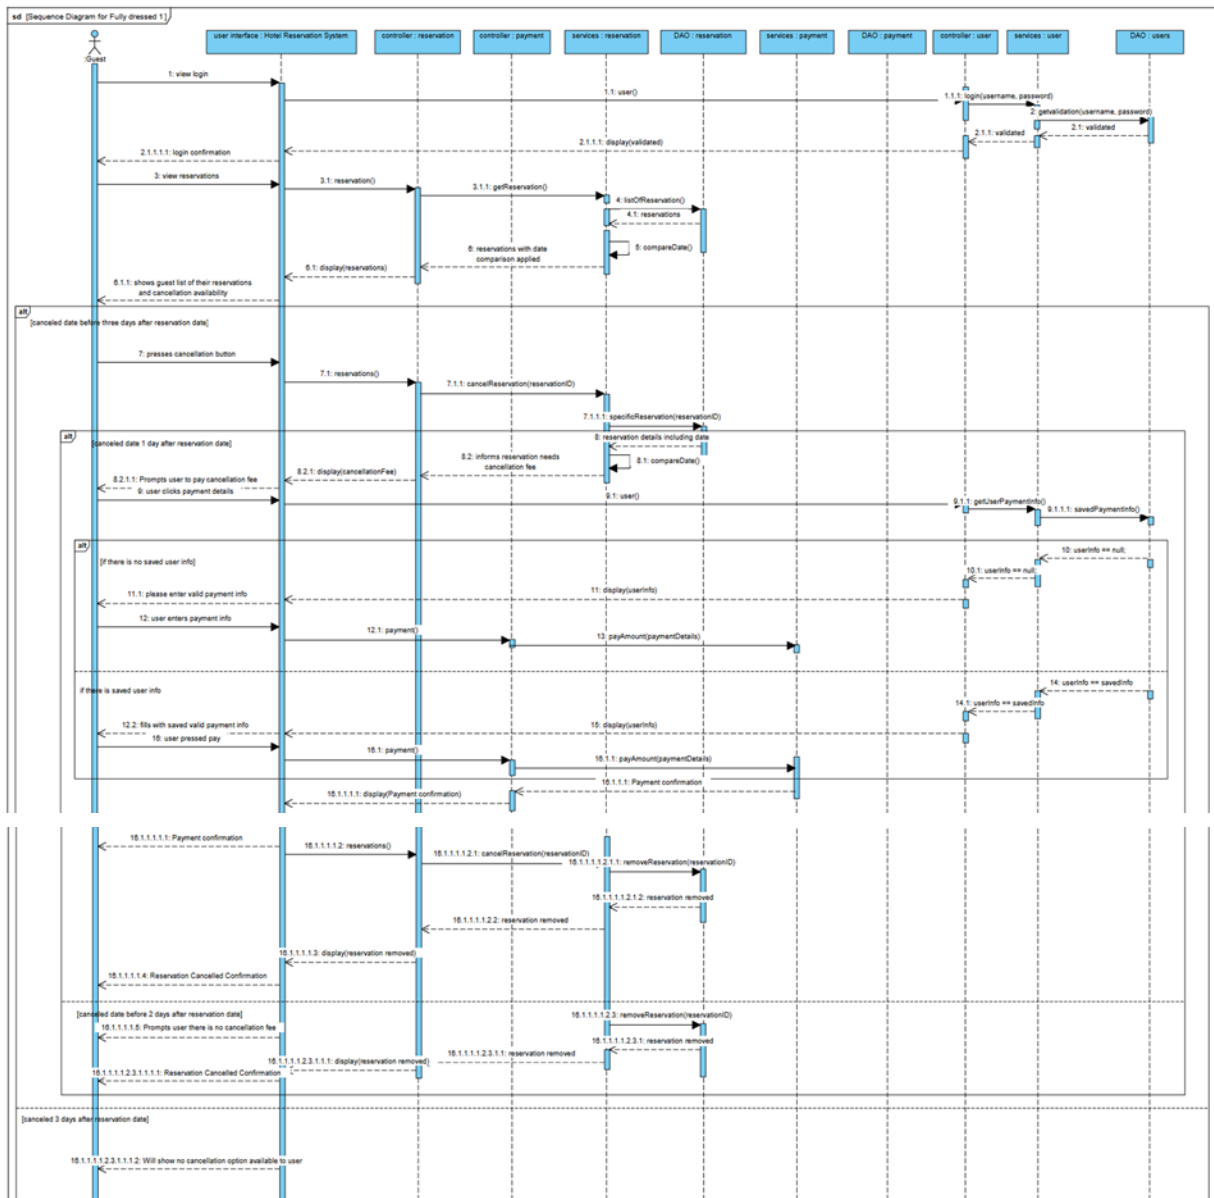 sd [Sequence Diagram for Fully dressed 1]
:Guest
user interface : Hotel Reservation System
controller : reservation
controller : payment
services : reservation
DAO : reservation
services : payment
DAO : payment
controller : user
services : user
DAO : users
1: view login
1.1: user()
1.1.1: login(username, password)
2: getvalidation(username, password)
2.1: validated
2.1.1: validated
2.1.1.1: display(validated)
2.1.1.1.1: login confirmation
3: view reservations
3.1: reservation()
3.1.1: getReservation()
4: listOfReservation()
4.1: reservations
5: compareDate()
6: reservations with date
comparison applied
6.1: display(reservations)
6.1.1: shows guest list of their reservations
and cancellation availability
alt
[canceled date before three days after reservation date]
7: presses cancellation button
7.1: reservations()
7.1.1: cancelReservation(reservationID)
7.1.1.1: specificReservation(reservationID)
alt
[canceled date 1 day after reservation date]
8: reservation details including date
8.1: compareDate()
8.2: informs reservation needs
cancellation fee
8.2.1: display(cancellationFee)
8.2.1.1: Prompts user to pay cancellation fee
9: user clicks payment details
9.1: user()
9.1.1: getUserPaymentInfo()
9.1.1.1: savedPaymentInfo()
alt
[if there is no saved user info]
10: userInfo == null;
10.1: userInfo == null;
11: display(userInfo)
11.1: please enter valid payment info
12: user enters payment info
12.1: payment()
13: payAmount(paymentDetails)
if there is saved user info
14: userInfo == savedInfo
14.1: userInfo == savedInfo
15: display(userInfo)
12.2: fills with saved valid payment info
16: user pressed pay
16.1: payment()
16.1.1: payAmount(paymentDetails)
16.1.1.1: Payment confirmation
16.1.1.1.1: display(Payment confirmation)
16.1.1.1.1.1: Payment confirmation
16.1.1.1.1.2: reservations()
16.1.1.1.1.2.1: cancelReservation(reservationID)
16.1.1.1.1.2.1.1: removeReservation(reservationID)
16.1.1.1.1.2.1.2: reservation removed
16.1.1.1.1.2.2: reservation removed
16.1.1.1.1.3: display(reservation removed)
16.1.1.1.1.4: Reservation Cancelled Confirmation
[canceled date before 2 days after reservation date]
16.1.1.1.1.2.3: removeReservation(reservationID)
16.1.1.1.1.5: Prompts user there is no cancellation fee
16.1.1.1.1.2.3.1: reservation removed
16.1.1.1.1.2.3.1.1: reservation removed
16.1.1.1.1.2.3.1.1.1: display(reservation removed)
16.1.1.1.1.2.3.1.1.1.1: Reservation Cancelled Confirmation
[canceled 3 days after reservation date]
16.1.1.1.1.2.3.1.1.1.2: Will show no cancellation option available to user